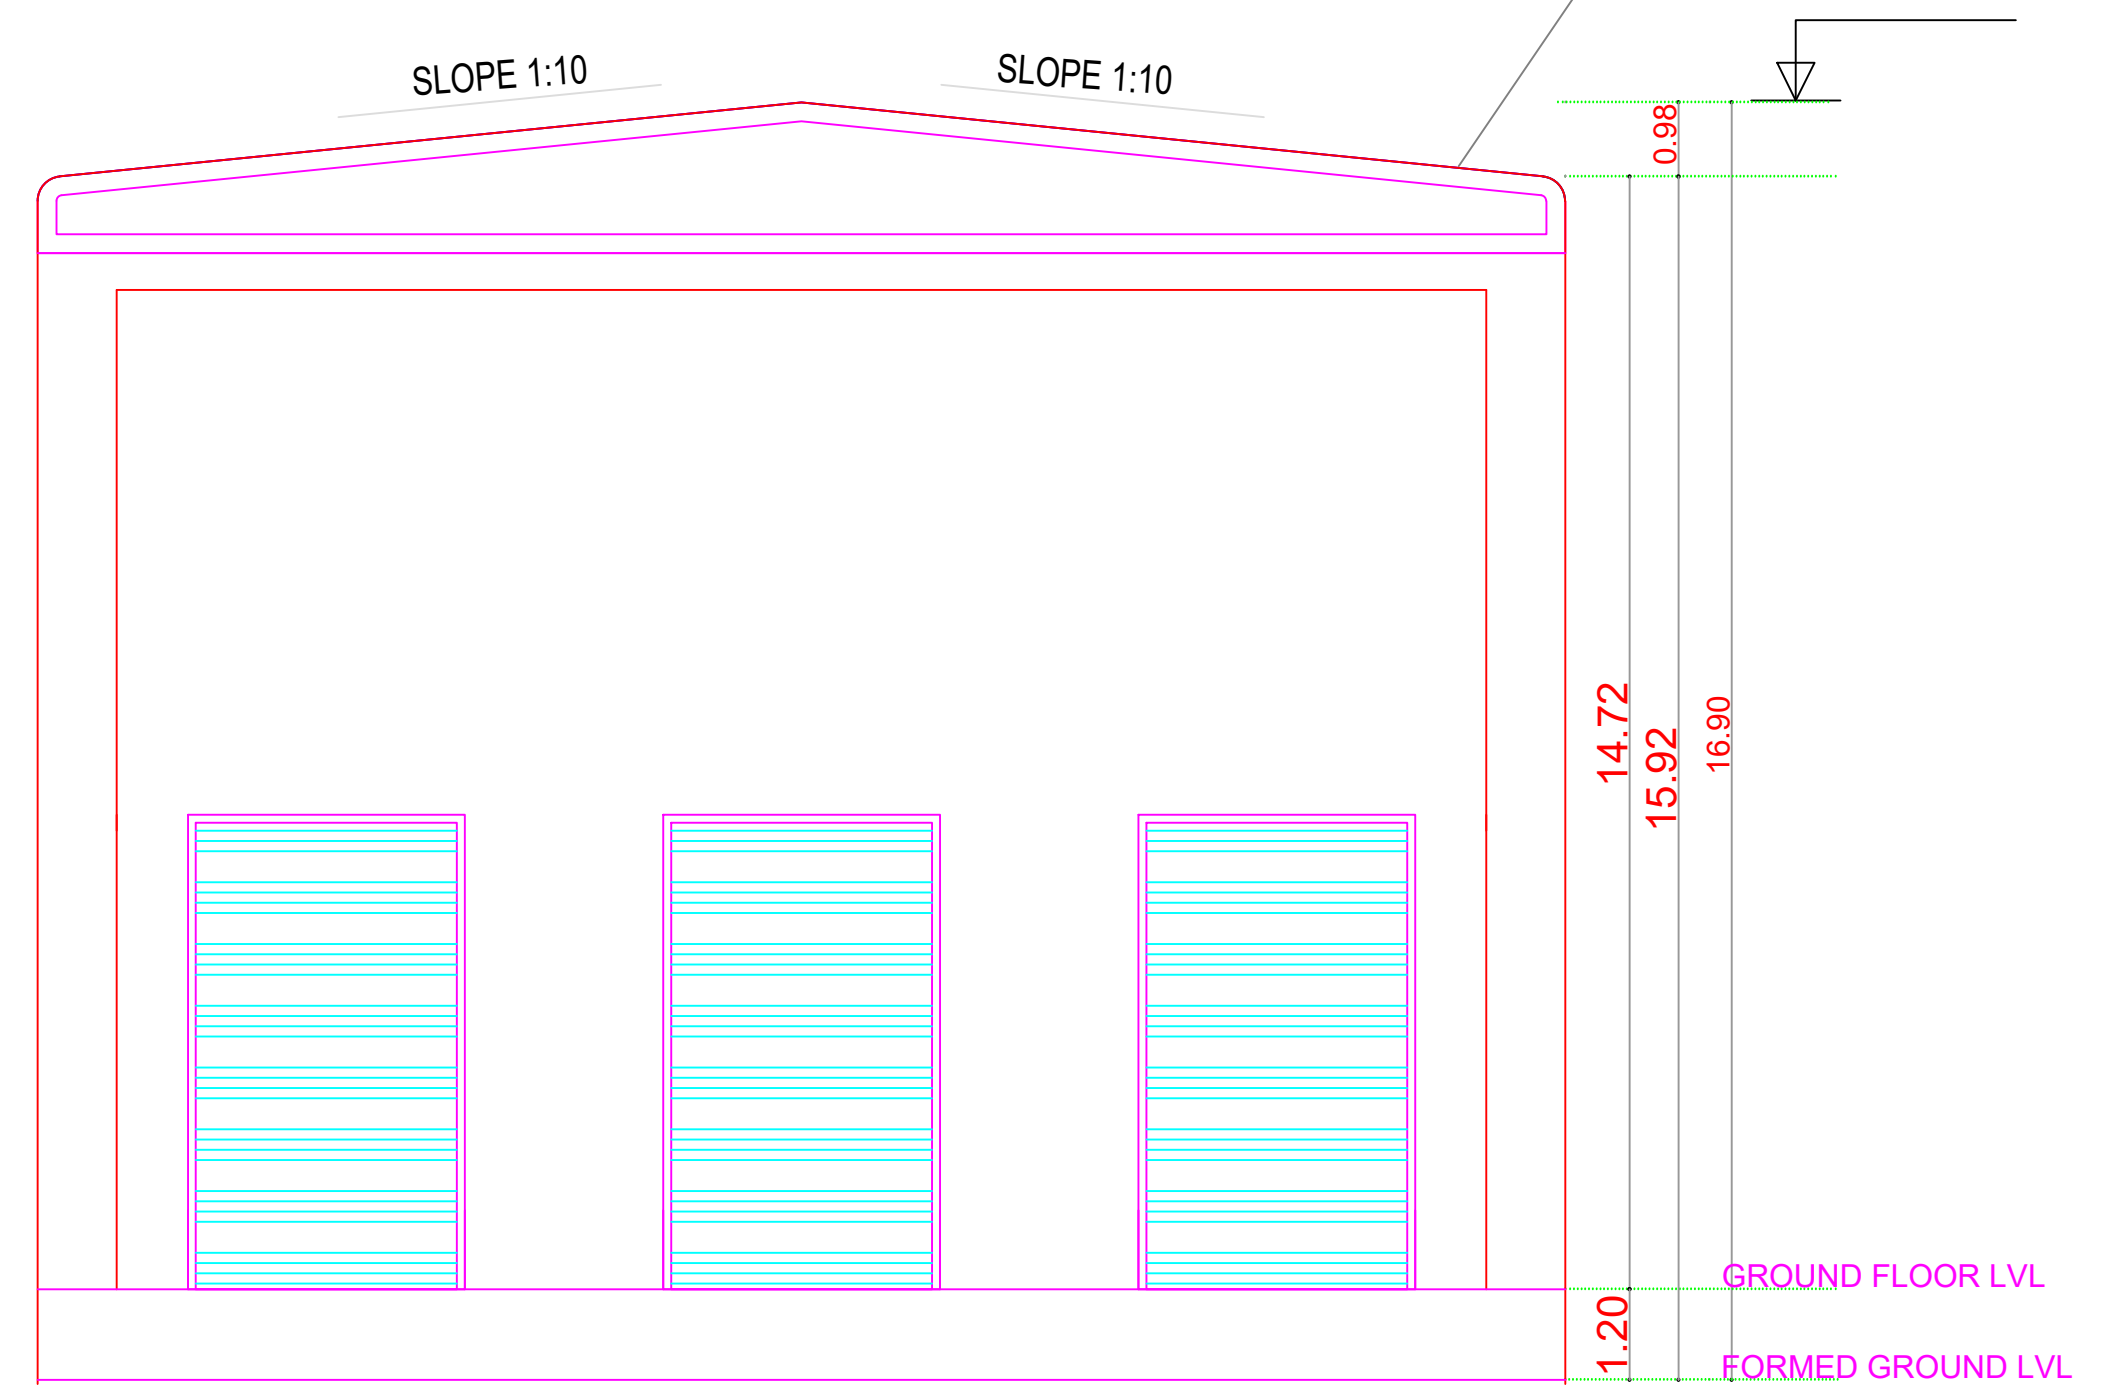 SLOPE 1:10
SLOPE 1:10
0.98
14.72
15.92
16.90
GROUND FLOOR LVL
1.20
FORMED GROUND LVL